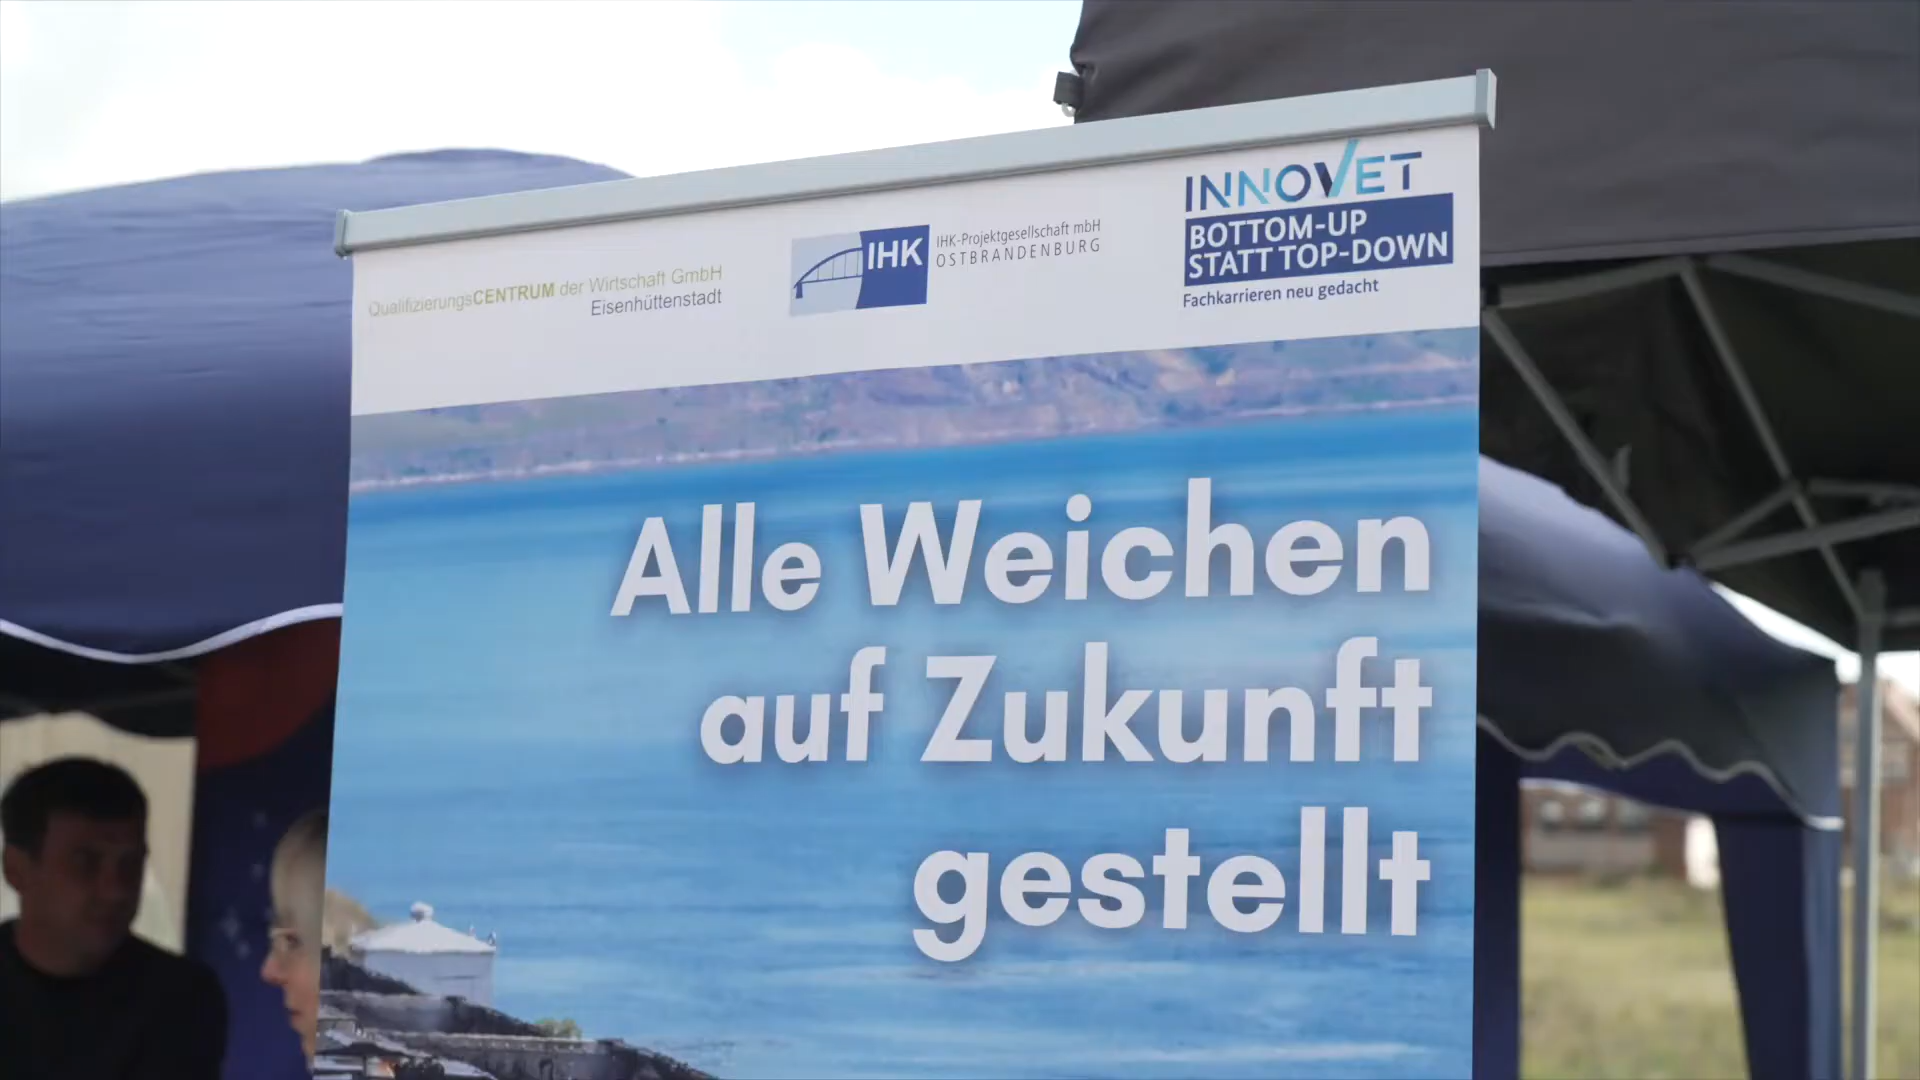 QualifizierungsCENTRUM der Wirtschaft GmbH
Eisenhüttenstadt
IHK
IHK-Projektgesellschaft mbH
OSTBRANDENBURG
INNOVET
BOTTOM-UP
STATT TOP-DOWN
Fachkarrieren neu gedacht
Alle Weichen
auf Zukunft
gestellt